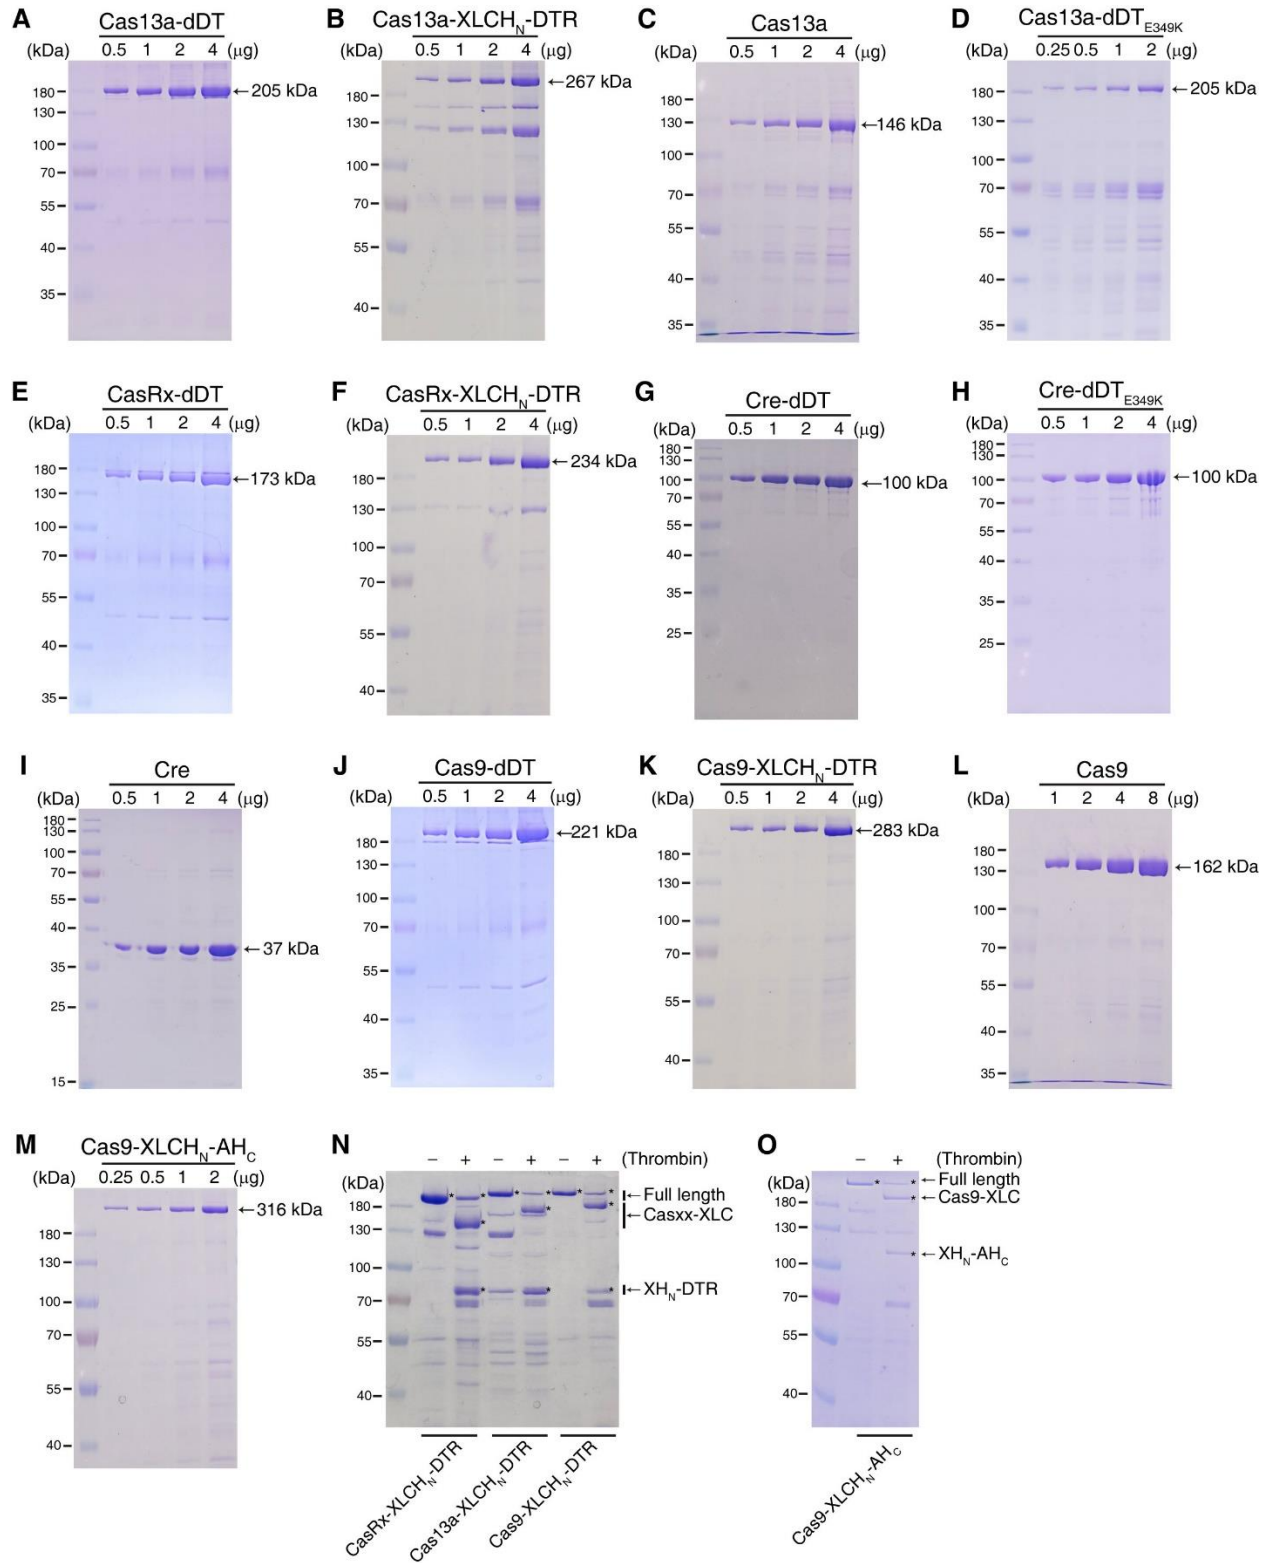 A
Cas13a-dDT
(kDa) 0.5 1 2 4 (µg)
180
130
100
70
55
40
35
←205 kDa
B
Cas13a-XLCHN-DTR
(kDa) 0.5 1 2 4 (µg)
180
130
100
70
55
40
←267 kDa
C
Cas13a
(kDa) 0.5 1 2 4 (µg)
180
130
100
70
55
40
35
←146 kDa
D
Cas13a-dDTE349K
(kDa) 0.25 0.5 1 2 (µg)
180
130
100
70
55
40
35
←205 kDa
E
CasRx-dDT
(kDa) 0.5 1 2 4 (µg)
180
130
100
70
55
40
35
←173 kDa
F
CasRx-XLCHN-DTR
(kDa) 0.5 1 2 4 (µg)
180
130
100
70
55
40
←234 kDa
G
Cre-dDT
(kDa) 0.5 1 2 4 (µg)
180
130
100
70
55
40
35
25
←100 kDa
H
Cre-dDTE349K
(kDa) 0.5 1 2 4 (µg)
180
130
100
70
55
40
35
25
←100 kDa
I
Cre
(kDa) 0.5 1 2 4 (µg)
180
130
100
70
55
40
35
25
15
←37 kDa
J
Cas9-dDT
(kDa) 0.5 1 2 4 (µg)
180
130
100
70
55
40
35
←221 kDa
K
Cas9-XLCHN-DTR
(kDa) 0.5 1 2 4 (µg)
180
130
100
70
55
40
←283 kDa
L
Cas9
(kDa) 1 2 4 8 (µg)
180
130
100
70
55
40
35
←162 kDa
M
Cas9-XLCHN-AHC
(kDa) 0.25 0.5 1 2 (µg)
180
130
100
70
55
40
←316 kDa
N
− + − + − + (Thrombin)
(kDa)
180
130
100
70
55
40
←Full length
←Casxx-XLC
←XHN-DTR
CasRx-XLCHN-DTR
Cas13a-XLCHN-DTR
Cas9-XLCHN-DTR
O
− + (Thrombin)
(kDa)
180
130
100
70
55
40
←Full length
←Cas9-XLC
←XHN-AHC
Cas9-XLCHN-AHC